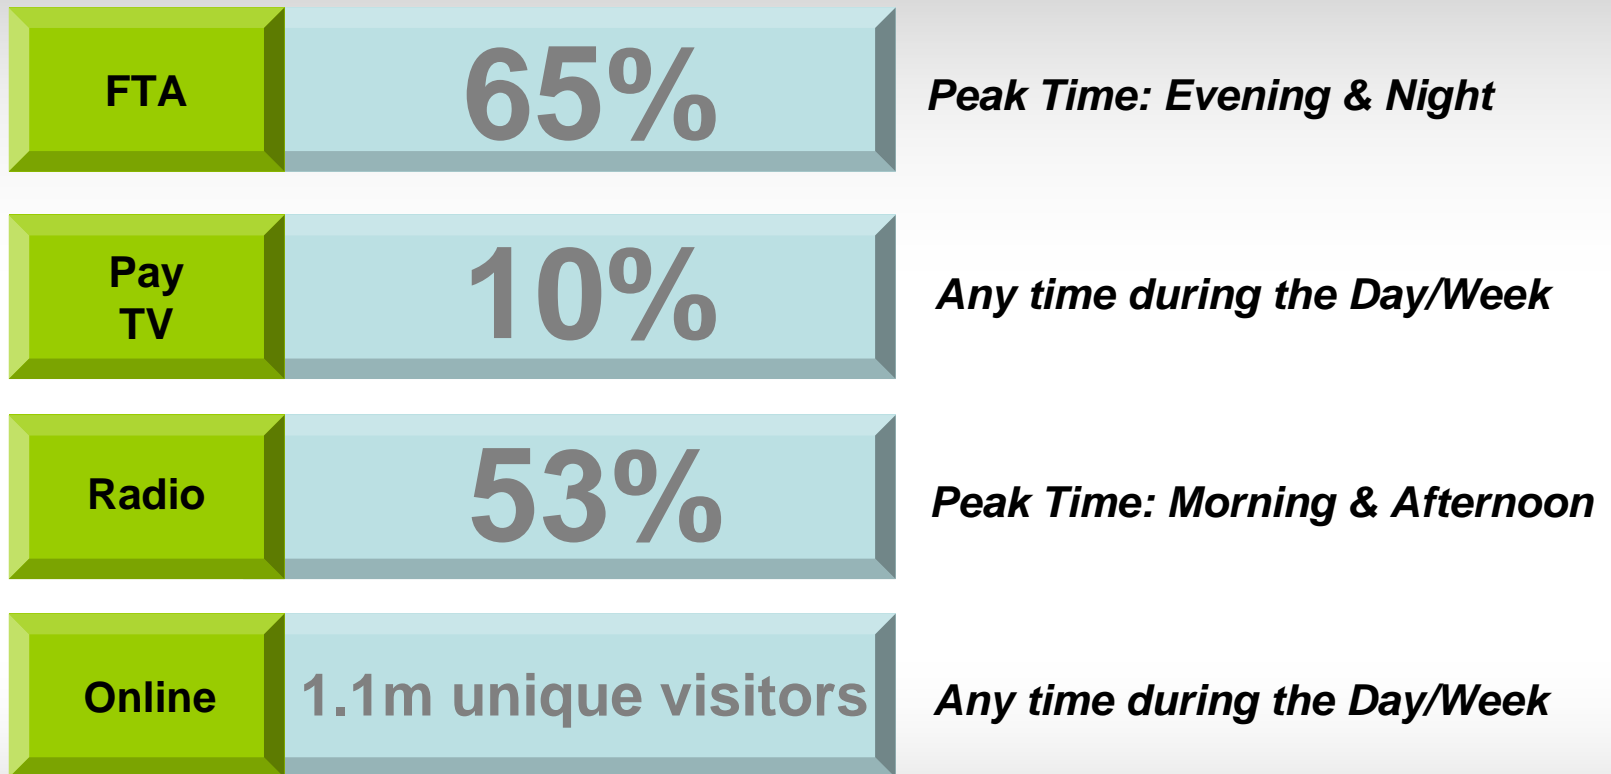 FTA
65%
Peak Time: Evening & Night
Pay
TV
10%
Any time during the Day/Week
Radio
53%
Peak Time: Morning & Afternoon
Online
1.1m unique visitors
Any time during the Day/Week